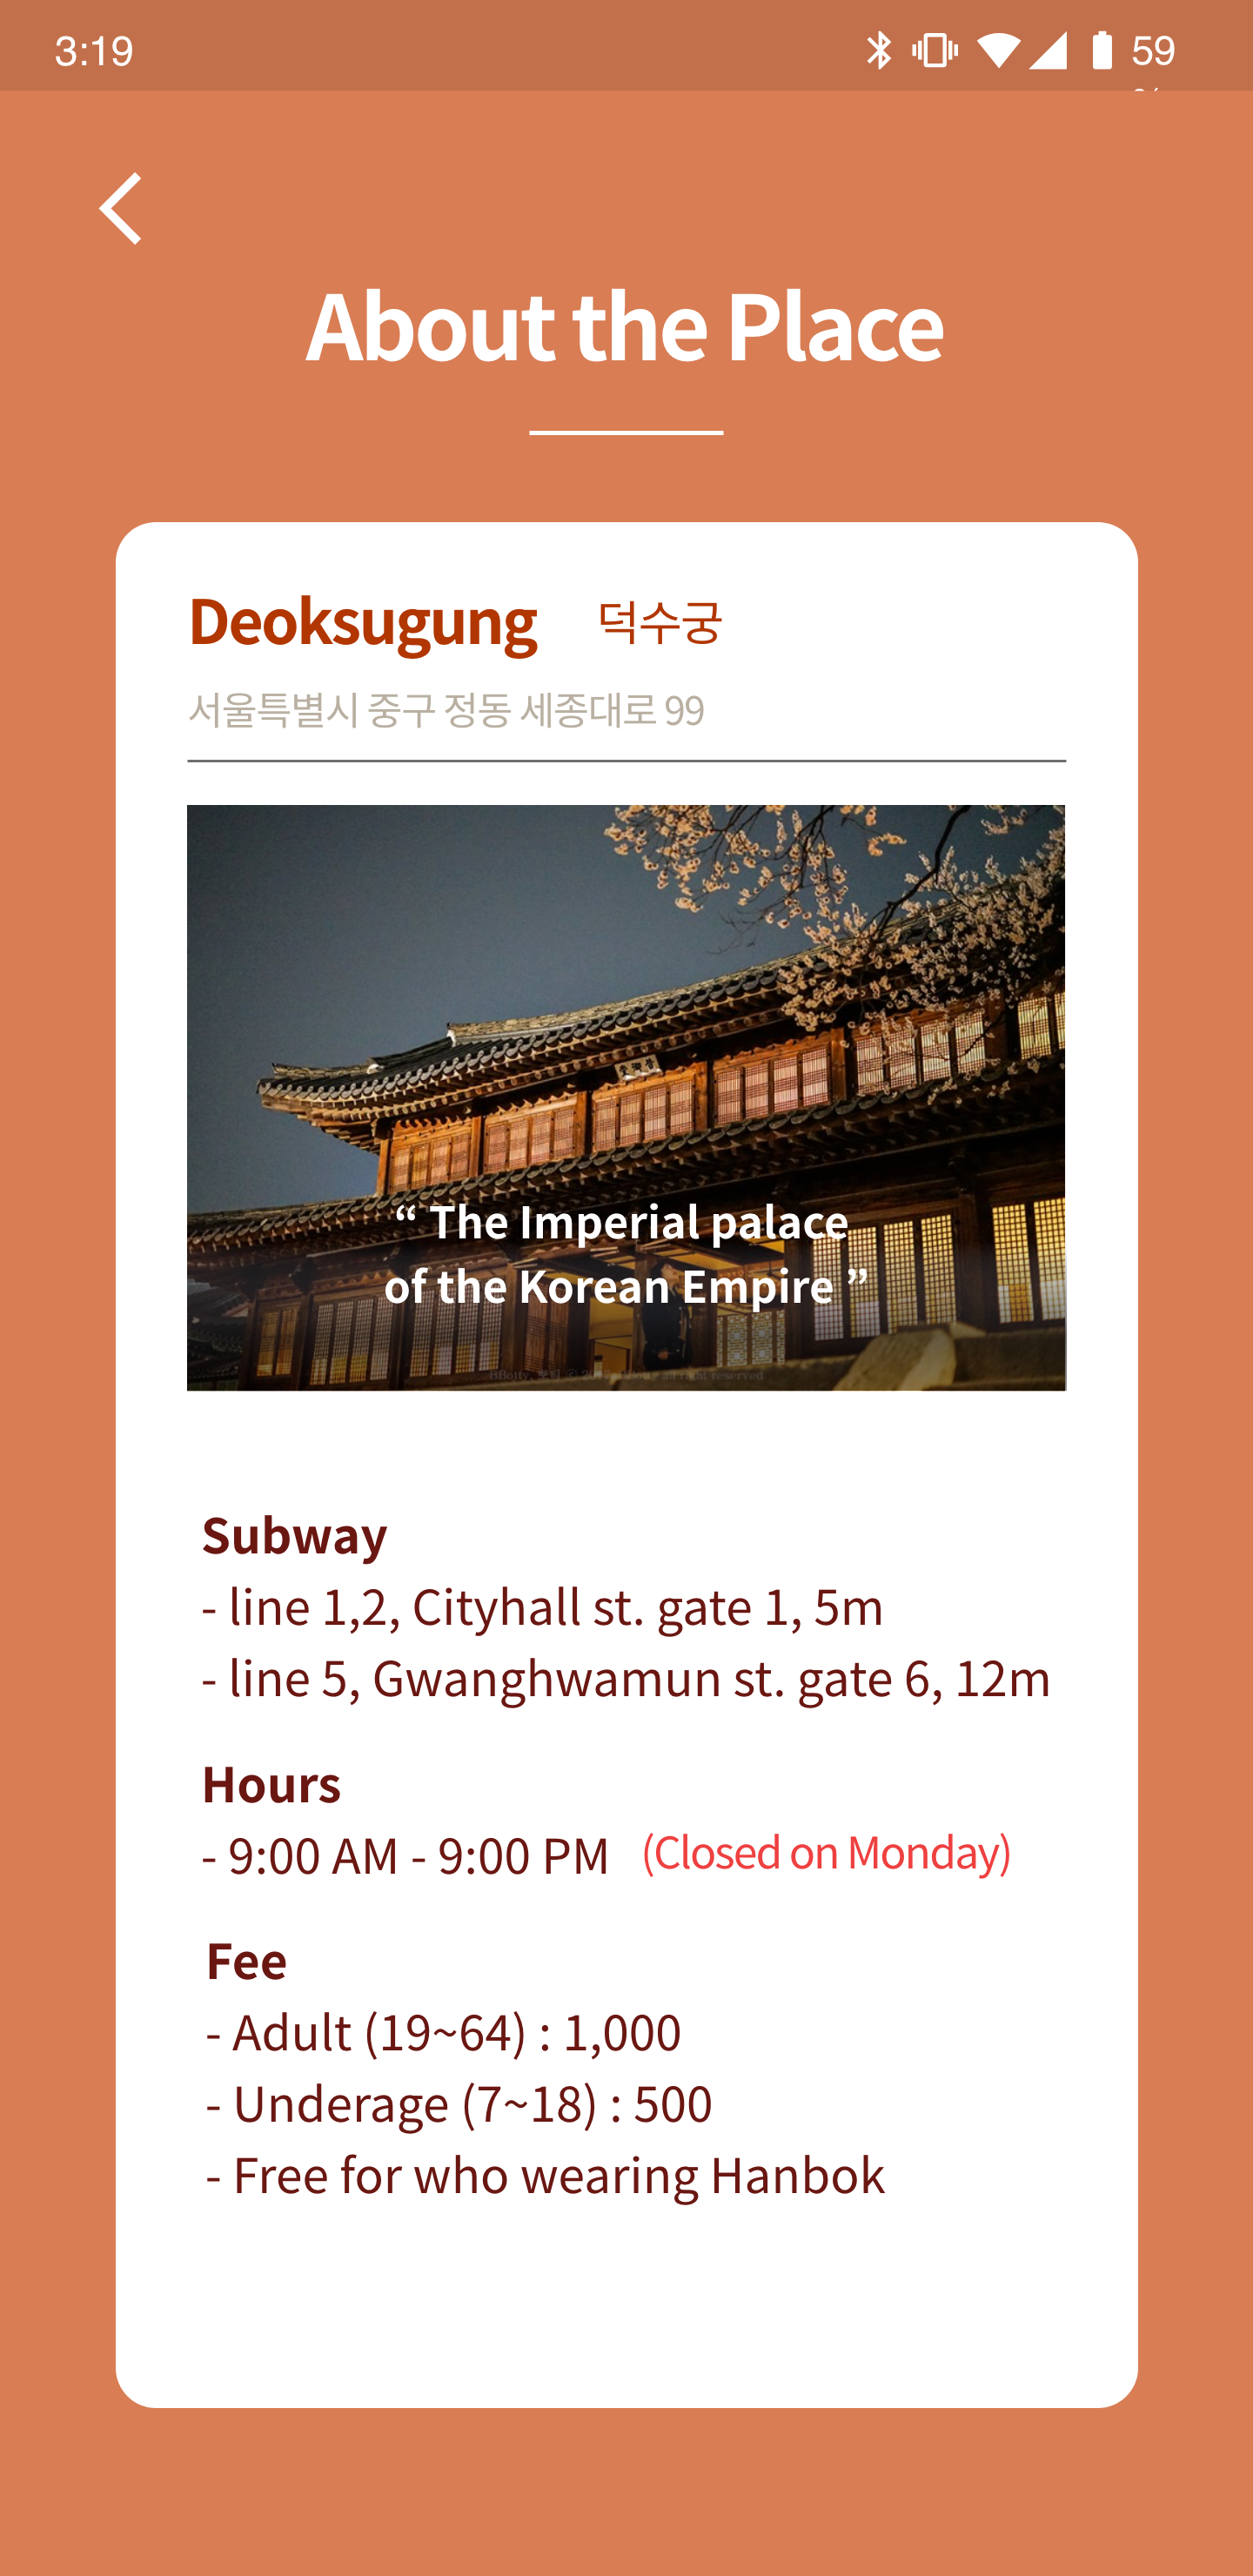 3:19
59
About the Place
Deoksugung 덕수궁
서울특별시 중구 정동 세종대로 99
“ The Imperial palace
of the Korean Empire ”
all right reserved
Subway
- line 1,2, Cityhall st. gate 1, 5m
- line 5, Gwanghwamun st. gate 6, 12m
Hours
- 9:00 AM - 9:00 PM (Closed on Monday)
Fee
- Adult (19~64) : 1,000
- Underage (7~18) : 500
- Free for who wearing Hanbok